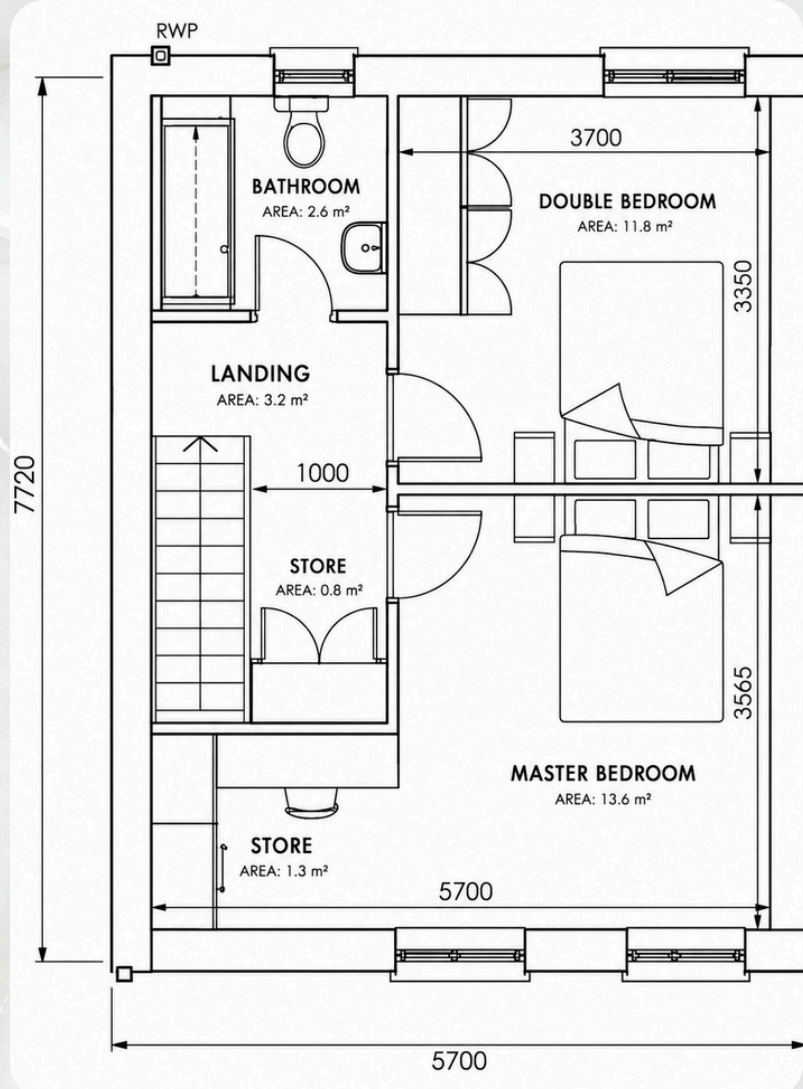 RWP
3700
BATHROOM
AREA: 2.6 m²
DOUBLE BEDROOM
AREA: 11.8 m²
3350
LANDING
AREA: 3.2 m²
7720
1000
STORE
AREA: 0.8 m²
3565
MASTER BEDROOM
AREA: 13.6 m²
STORE
AREA: 1.3 m²
5700
5700